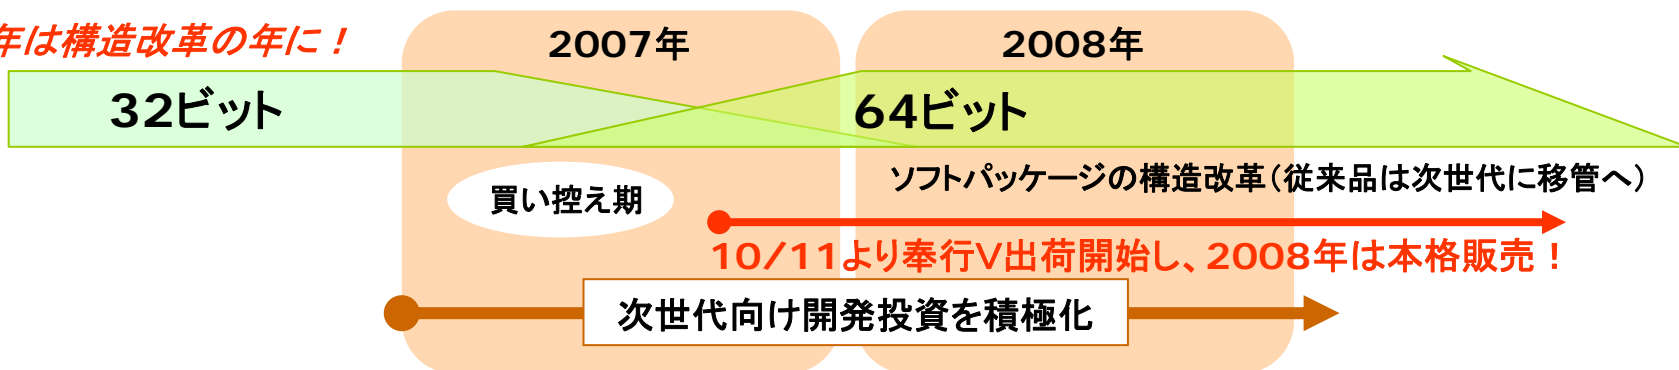 年は構造改革の年に！
2007年
2008年
32ビット
64ビット
ソフトパッケージの構造改革（従来品は次世代に移管へ）
買い控え期
10/11より奉行V出荷開始し、2008年は本格販売！
次世代向け開発投資を積極化